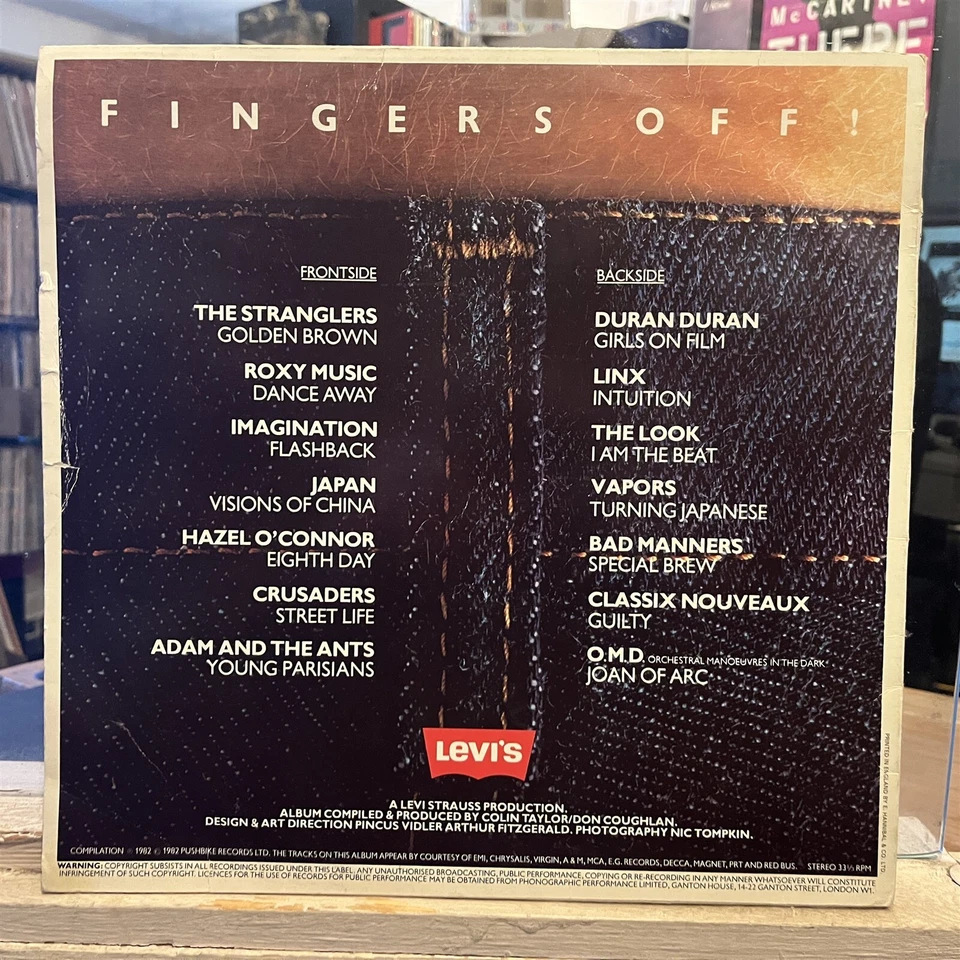 McCARTNEY
THERE
FINGERS OFF!
FRONTSIDE
THE STRANGLERS
GOLDEN BROWN
ROXY MUSIC
DANCE AWAY
IMAGINATION
FLASHBACK
JAPAN
VISIONS OF CHINA
HAZEL O'CONNOR
EIGHTH DAY
CRUSADERS
STREET LIFE
ADAM AND THE ANTS
YOUNG PARISIANS
BACKSIDE
DURAN DURAN
GIRLS ON FILM
LINX
INTUITION
THE LOOK
I AM THE BEAT
VAPORS
TURNING JAPANESE
BAD MANNERS
SPECIAL BREW
CLASSIX NOUVEAUX
GUILTY
O.M.D. ORCHESTRAL MANOEUVRES IN THE DARK
JOAN OF ARC
LEVI'S
A LEVI STRAUSS PRODUCTION.
ALBUM COMPILED & PRODUCED BY COLIN TAYLOR/DON COUGHLAN.
DESIGN & ART DIRECTION PINCUS VIDLER ARTHUR FITZGERALD. PHOTOGRAPHY NIC TOMPKIN.
COMPILATION ℗ 1982 © 1982 PUSHBIKE RECORDS LTD. THE TRACKS ON THIS ALBUM APPEAR BY COURTESY OF EMI, CHRYSALIS, VIRGIN, A & M, MCA, E.G. RECORDS, DECCA, MAGNET, PRT AND RED BUS. STEREO 33⅓ RPM
WARNING: COPYRIGHT SUBSISTS IN ALL RECORDINGS ISSUED UNDER THIS LABEL. ANY UNAUTHORISED BROADCASTING, PUBLIC PERFORMANCE, COPYING OR RE-RECORDING IN ANY MANNER WHATSOEVER WILL CONSTITUTE
INFRINGEMENT OF SUCH COPYRIGHT. LICENCES FOR THE USE OF RECORDS FOR PUBLIC PERFORMANCE MAY BE OBTAINED FROM PHONOGRAPHIC PERFORMANCE LIMITED, GANTON HOUSE, 14-22 GANTON STREET, LONDON W1.
PRINTED IN ENGLAND BY E. HANNIBAL & CO. LTD